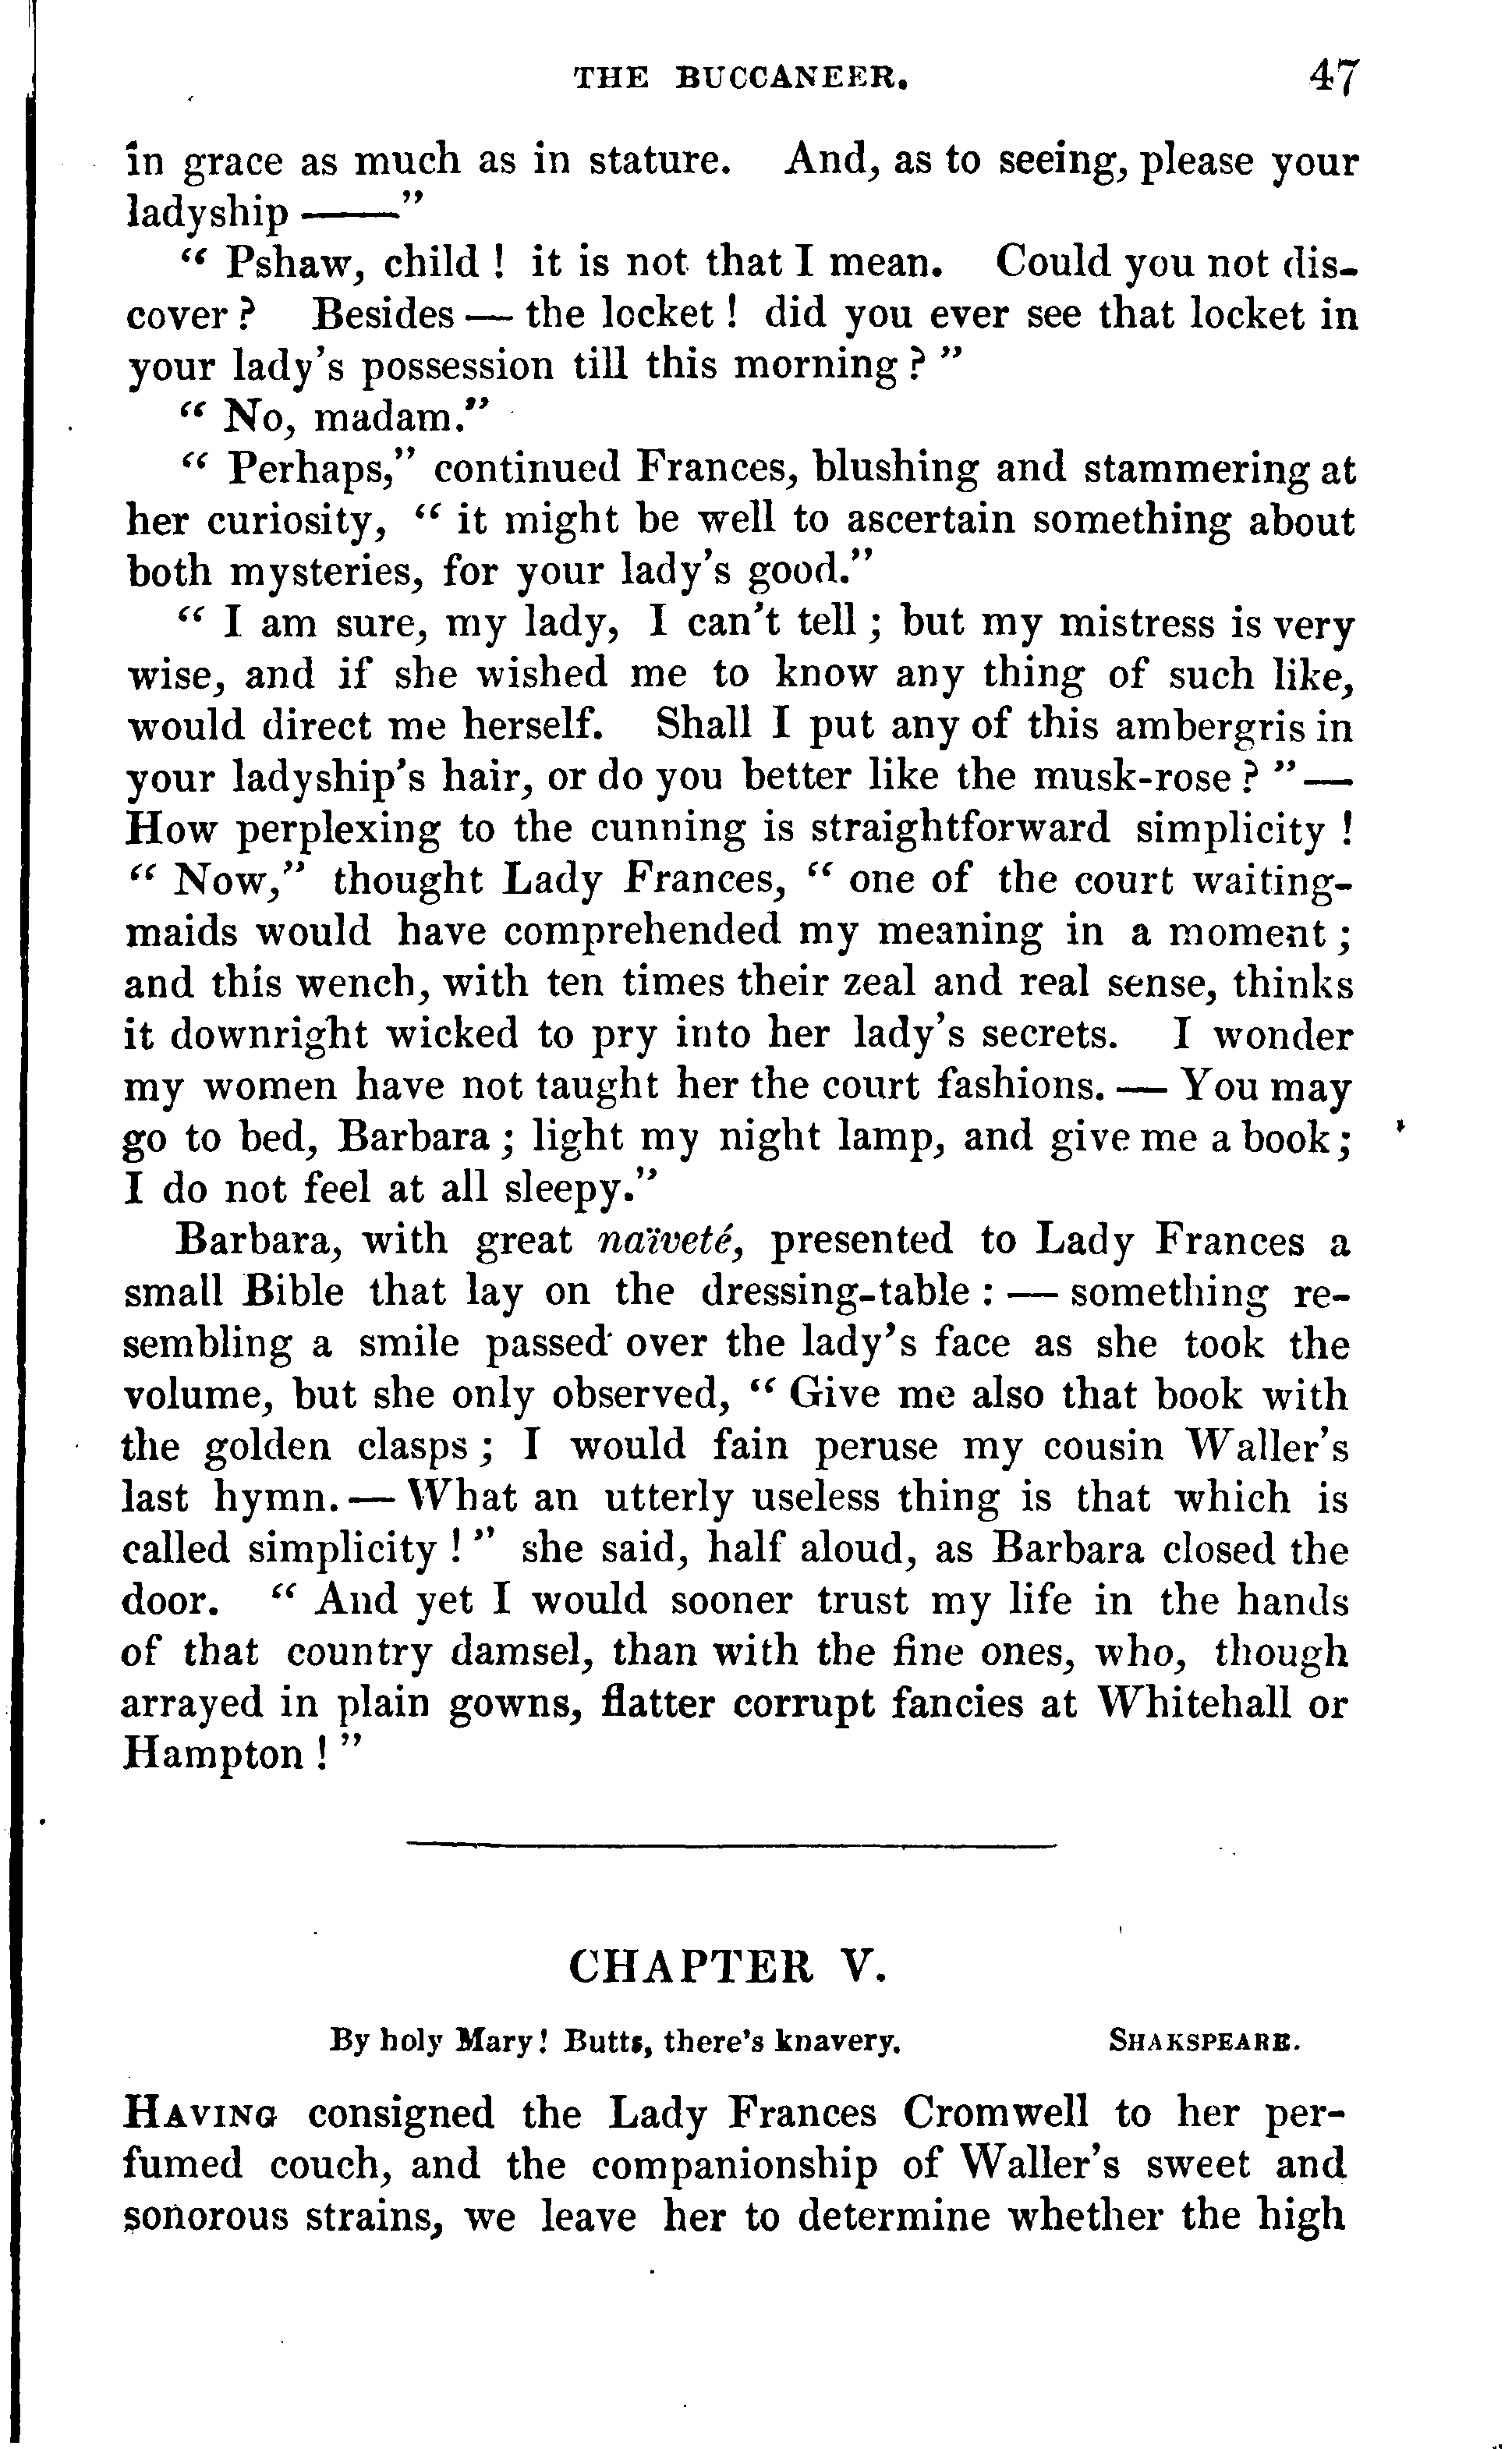 THE BUCCANEER. 47
in grace as much as in stature. And, as to seeing, please your
ladyship ——"
" Pshaw, child ! it is not that I mean. Could you not dis-
cover ? Besides — the locket ! did you ever see that locket in
your lady's possession till this morning ? "
" No, madam."
" Perhaps," continued Frances, blushing and stammering at
her curiosity, " it might be well to ascertain something about
both mysteries, for your lady's good."
" I am sure, my lady, I can't tell ; but my mistress is very
wise, and if she wished me to know any thing of such like,
would direct me herself. Shall I put any of this ambergris in
your ladyship's hair, or do you better like the musk-rose ? "—
How perplexing to the cunning is straightforward simplicity !
" Now," thought Lady Frances, " one of the court waiting-
maids would have comprehended my meaning in a moment ;
and this wench, with ten times their zeal and real sense, thinks
it downright wicked to pry into her lady's secrets. I wonder
my women have not taught her the court fashions. — You may
go to bed, Barbara ; light my night lamp, and give me a book ;
I do not feel at all sleepy."
Barbara, with great naïveté, presented to Lady Frances a
small Bible that lay on the dressing-table : — something re-
sembling a smile passed over the lady's face as she took the
volume, but she only observed, " Give me also that book with
the golden clasps ; I would fain peruse my cousin Waller's
last hymn. — What an utterly useless thing is that which is
called simplicity ! " she said, half aloud, as Barbara closed the
door. " And yet I would sooner trust my life in the hands
of that country damsel, than with the fine ones, who, though
arrayed in plain gowns, flatter corrupt fancies at Whitehall or
Hampton ! "
CHAPTER V.
By holy Mary! Butts, there's knavery. SHAKSPEARE.
HAVING consigned the Lady Frances Cromwell to her per-
fumed couch, and the companionship of Waller's sweet and
sonorous strains, we leave her to determine whether the high